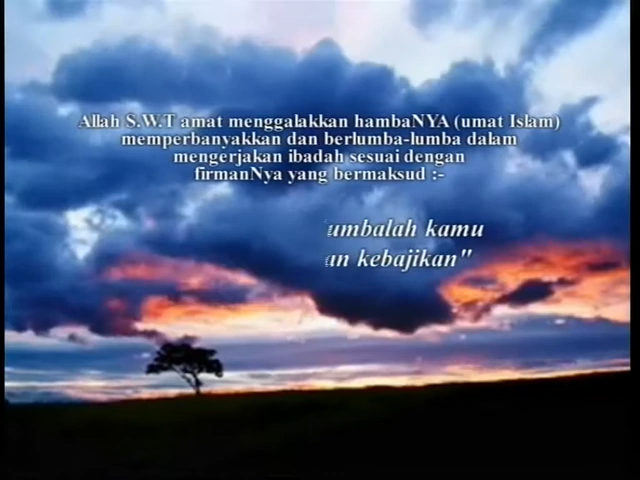 Allah S.W.T amat menggalakkan hambaNYA (umat Islam)
memperbanyakkan dan berlumba-lumba dalam
mengerjakan ibadah sesuai dengan
firmanNya yang bermaksud :-
umbalah kamu
an kebajikan"